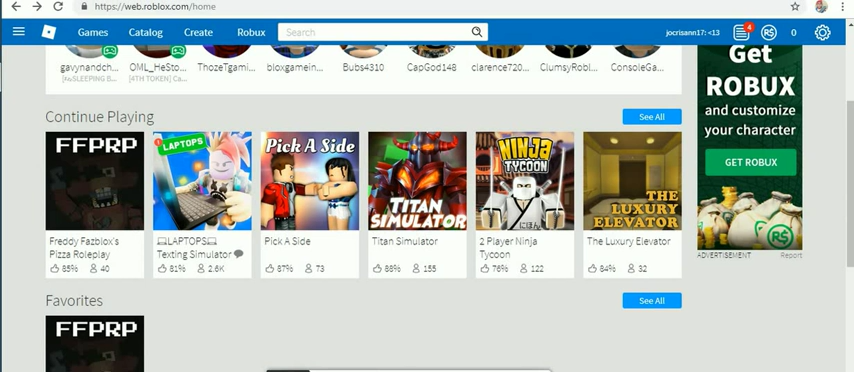 https://web.roblox.com/home
Games Catalog Create Robux Search jocrisann17: <13 4 R$ 0
gavynandch... OML_HeSto... ThozeTgami... bloxgamein... Bubs4310 CapGod148 clarence720... ClumsyRobl... ConsoleGa...
[4TH TOKEN] Ca...
Get
ROBUX
and customize
your character
GET ROBUX
R$
ADVERTISEMENT Report
Continue Playing See All
FFPRP LAPTOPS Pick A Side TITAN SIMULATOR NINJA TYCOON にほん THE LUXURY ELEVATOR
Freddy Fazblox's Pizza Roleplay
85% 40
LAPTOPS Texting Simulator
81% 2.6K
Pick A Side
87% 73
Titan Simulator
88% 155
2 Player Ninja Tycoon
76% 122
The Luxury Elevator
84% 32
Favorites See All
FFPRP